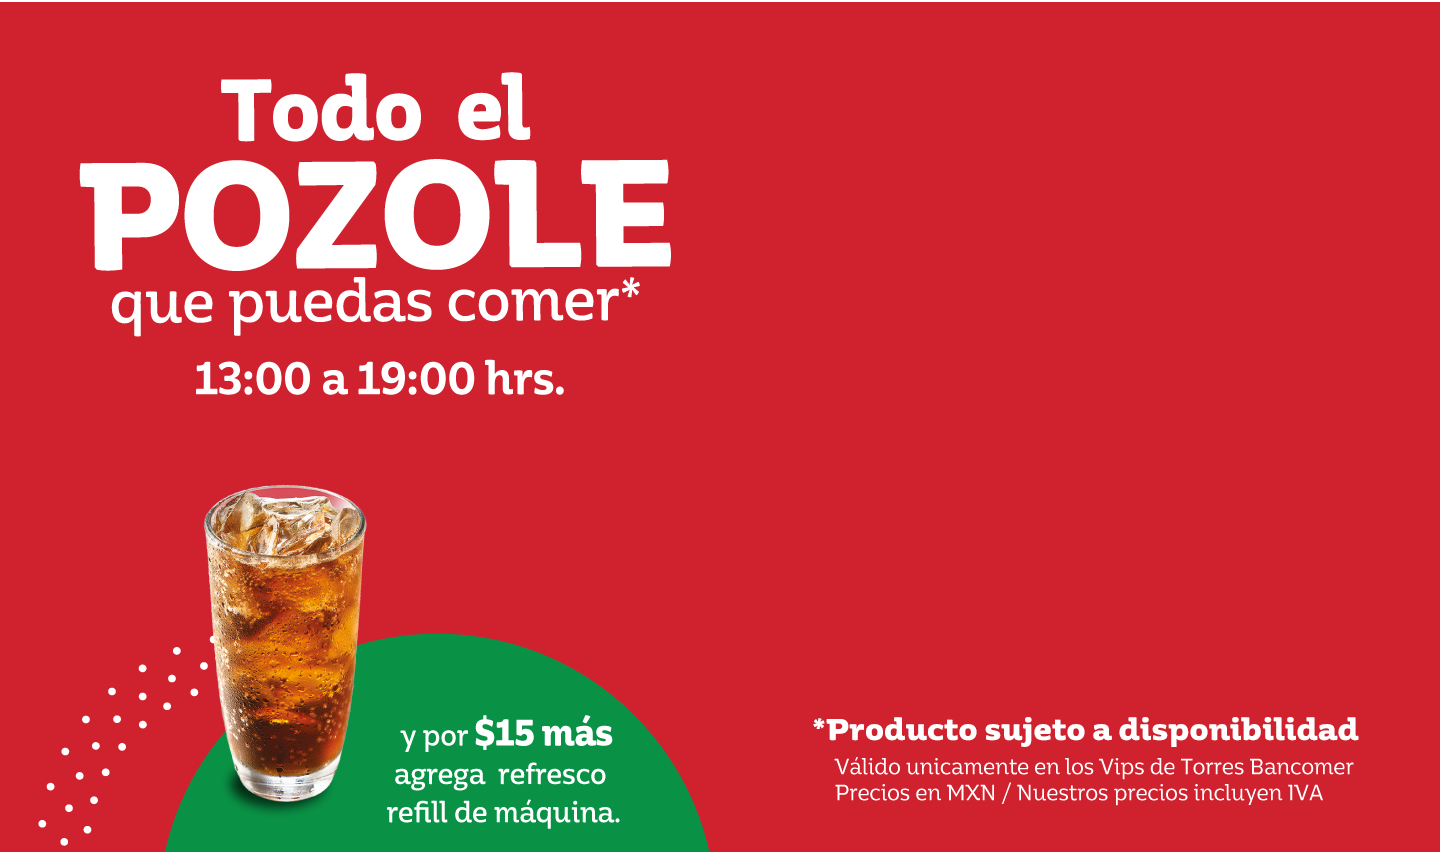 Todo el
POZOLE
que puedas comer*
13:00 a 19:00 hrs.
y por $15 más
agrega refresco
refill de máquina.
*Producto sujeto a disponibilidad
Válido unicamente en los Vips de Torres Bancomer
Precios en MXN / Nuestros precios incluyen IVA